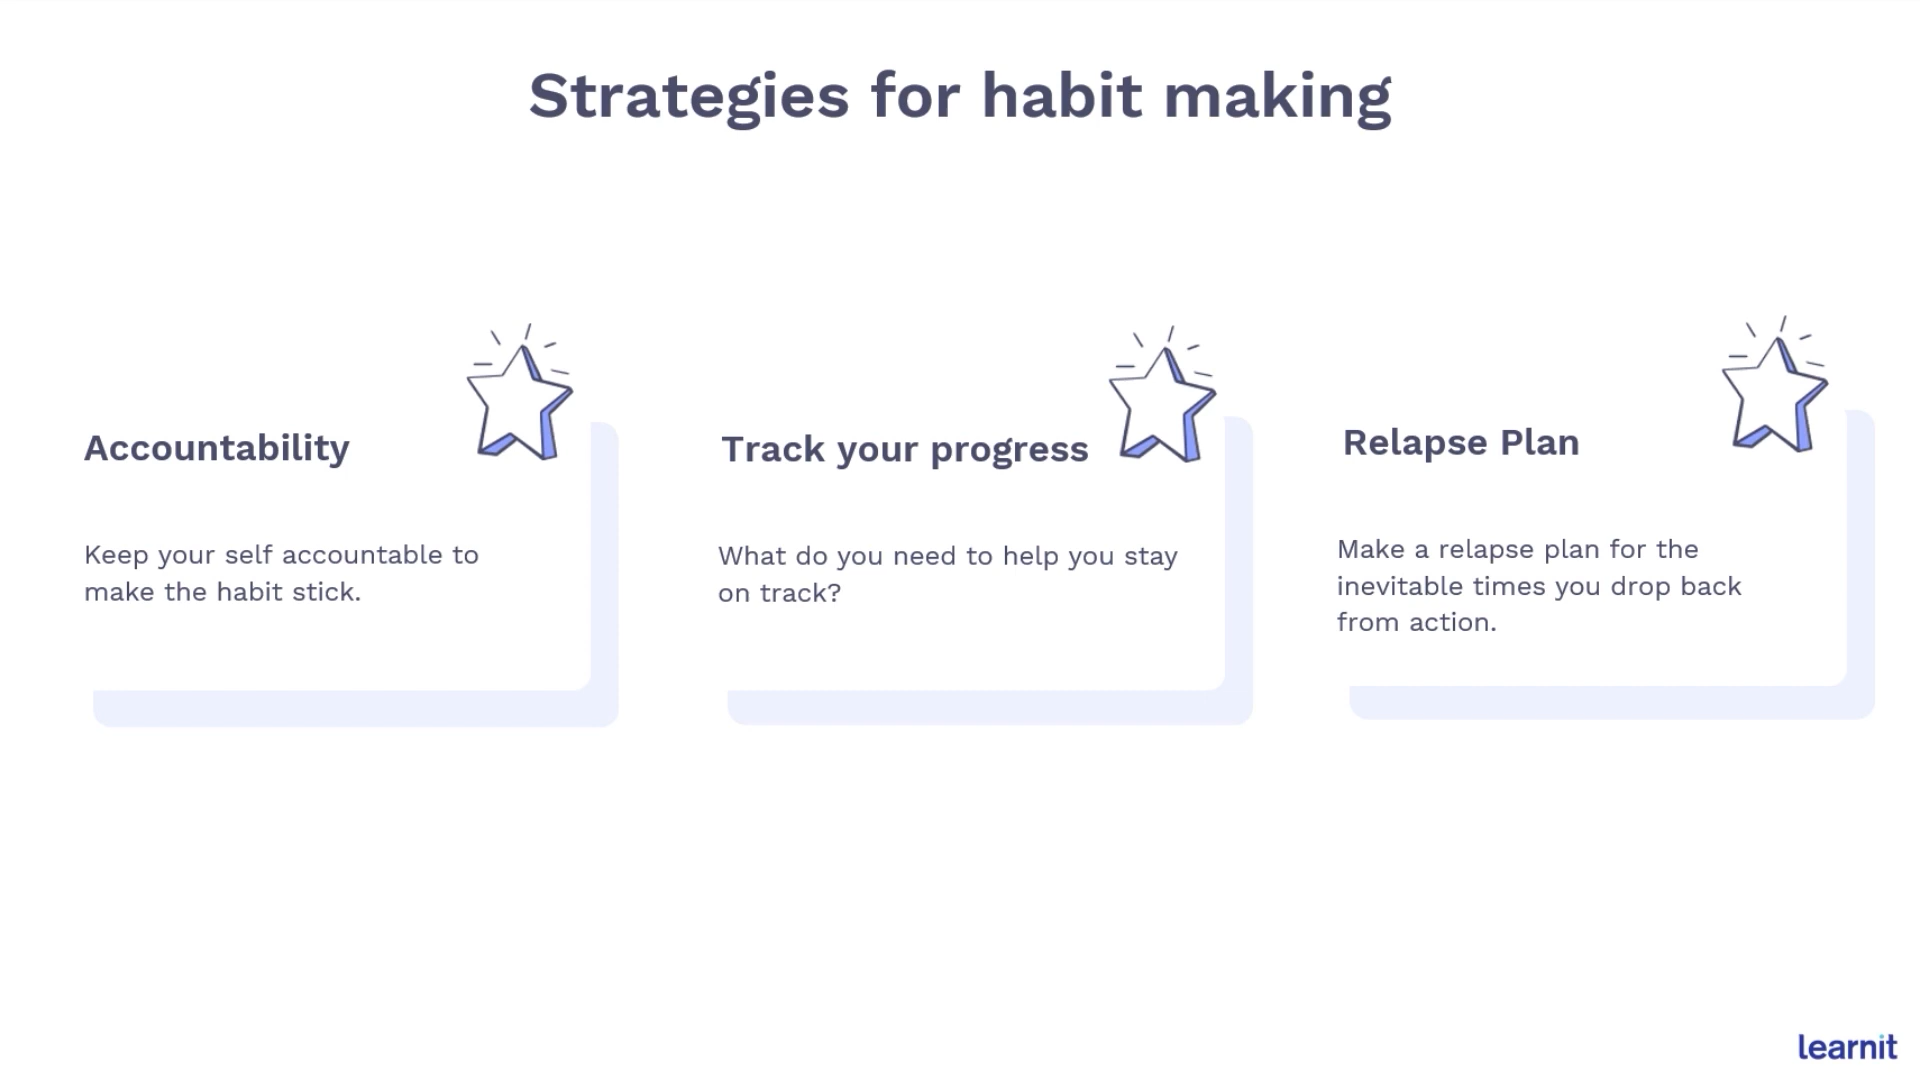 Strategies for habit making
Accountability
Keep your self accountable to
make the habit stick.
Track your progress
What do you need to help you stay
on track?
Relapse Plan
Make a relapse plan for the
inevitable times you drop back
from action.
learnit